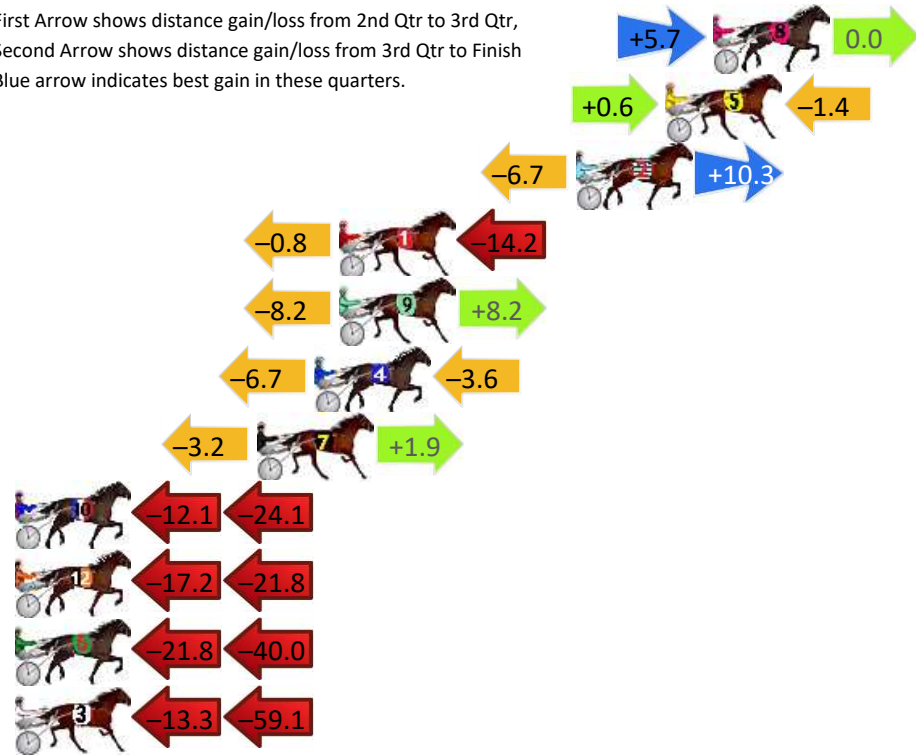 First Arrow shows distance gain/loss from 2nd Qtr to 3rd Qtr,
Second Arrow shows distance gain/loss from 3rd Qtr to Finish
Blue arrow indicates best gain in these quarters.
+5.7 8 0.0
+0.6 5 –1.4
–6.7 2 +10.3
–0.8 1 –14.2
–8.2 9 +8.2
–6.7 4 –3.6
–3.2 7 +1.9
10 –12.1 –24.1
12 –17.2 –21.8
–21.8 –40.0
3 –13.3 –59.1